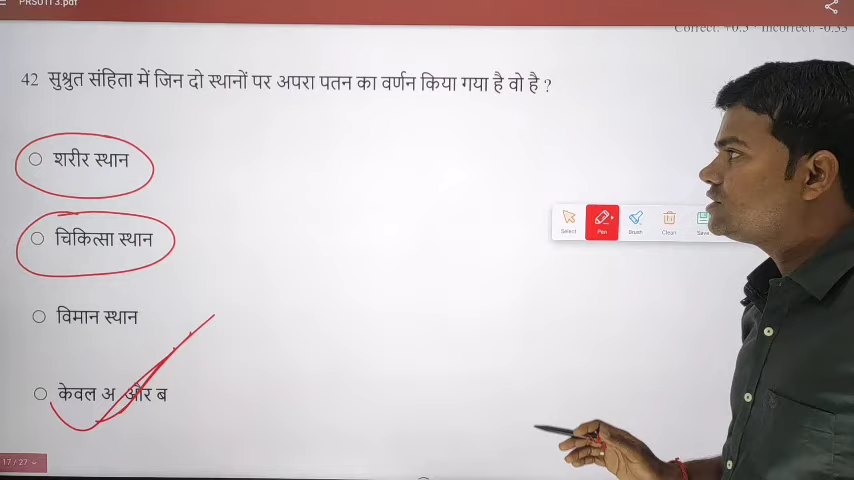 PRSUTI 3.pdf
Correct: +0.5 * Incorrect: -0.33
42 सुश्रुत संहिता में जिन दो स्थानों पर अपरा पतन का वर्णन किया गया है वो है ?
शरीर स्थान
चिकित्सा स्थान
Select Pen Brush Clean Save
विमान स्थान
केवल अ और ब
17 / 27